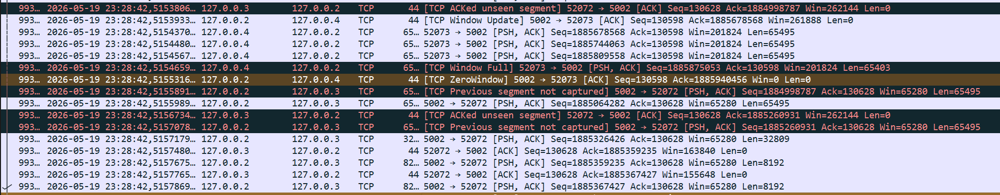 993… 2026-05-19 23:28:42,5153806… 127.0.0.3 127.0.0.2 TCP 44 [TCP ACKed unseen segment] 52072 → 5002 [ACK] Seq=130628 Ack=1884998787 Win=262144 Len=0
993… 2026-05-19 23:28:42,5153933… 127.0.0.2 127.0.0.4 TCP 44 [TCP Window Update] 5002 → 52073 [ACK] Seq=130598 Ack=1885678568 Win=261888 Len=0
993… 2026-05-19 23:28:42,5154370… 127.0.0.4 127.0.0.2 TCP 65… 52073 → 5002 [PSH, ACK] Seq=1885678568 Ack=130598 Win=201824 Len=65495
993… 2026-05-19 23:28:42,5154480… 127.0.0.4 127.0.0.2 TCP 65… 52073 → 5002 [PSH, ACK] Seq=1885744063 Ack=130598 Win=201824 Len=65495
993… 2026-05-19 23:28:42,5154567… 127.0.0.4 127.0.0.2 TCP 65… 52073 → 5002 [PSH, ACK] Seq=1885809558 Ack=130598 Win=201824 Len=65495
993… 2026-05-19 23:28:42,5154659… 127.0.0.4 127.0.0.2 TCP 65… [TCP Window Full] 52073 → 5002 [PSH, ACK] Seq=1885875053 Ack=130598 Win=201824 Len=65403
993… 2026-05-19 23:28:42,5155316… 127.0.0.2 127.0.0.4 TCP 44 [TCP ZeroWindow] 5002 → 52073 [ACK] Seq=130598 Ack=1885940456 Win=0 Len=0
993… 2026-05-19 23:28:42,5155891… 127.0.0.2 127.0.0.3 TCP 65… [TCP Previous segment not captured] 5002 → 52072 [PSH, ACK] Seq=1884998787 Ack=130628 Win=65280 Len=65495
993… 2026-05-19 23:28:42,5155989… 127.0.0.2 127.0.0.3 TCP 65… 5002 → 52072 [PSH, ACK] Seq=1885064282 Ack=130628 Win=65280 Len=65495
993… 2026-05-19 23:28:42,5156734… 127.0.0.3 127.0.0.2 TCP 44 [TCP ACKed unseen segment] 52072 → 5002 [ACK] Seq=130628 Ack=1885260931 Win=262144 Len=0
993… 2026-05-19 23:28:42,5157078… 127.0.0.2 127.0.0.3 TCP 65… [TCP Previous segment not captured] 5002 → 52072 [PSH, ACK] Seq=1885260931 Ack=130628 Win=65280 Len=65495
993… 2026-05-19 23:28:42,5157179… 127.0.0.2 127.0.0.3 TCP 32… 5002 → 52072 [PSH, ACK] Seq=1885326426 Ack=130628 Win=65280 Len=32809
993… 2026-05-19 23:28:42,5157480… 127.0.0.3 127.0.0.2 TCP 44 52072 → 5002 [ACK] Seq=130628 Ack=1885359235 Win=163840 Len=0
993… 2026-05-19 23:28:42,5157675… 127.0.0.2 127.0.0.3 TCP 82… 5002 → 52072 [PSH, ACK] Seq=1885359235 Ack=130628 Win=65280 Len=8192
993… 2026-05-19 23:28:42,5157765… 127.0.0.3 127.0.0.2 TCP 44 52072 → 5002 [ACK] Seq=130628 Ack=1885367427 Win=155648 Len=0
993… 2026-05-19 23:28:42,5157869… 127.0.0.2 127.0.0.3 TCP 82… 5002 → 52072 [PSH, ACK] Seq=1885367427 Ack=130628 Win=65280 Len=8192